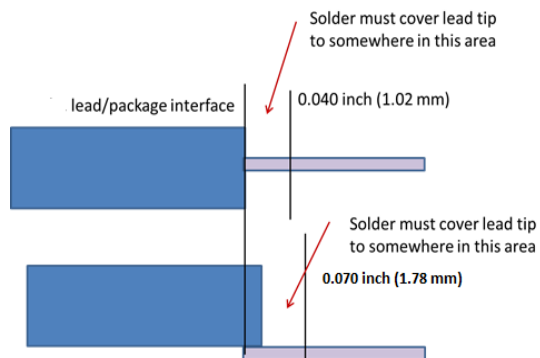 Solder must cover lead tip
to somewhere in this area
lead/package interface
0.040 inch (1.02 mm)
Solder must cover lead tip
to somewhere in this area
0.070 inch (1.78 mm)